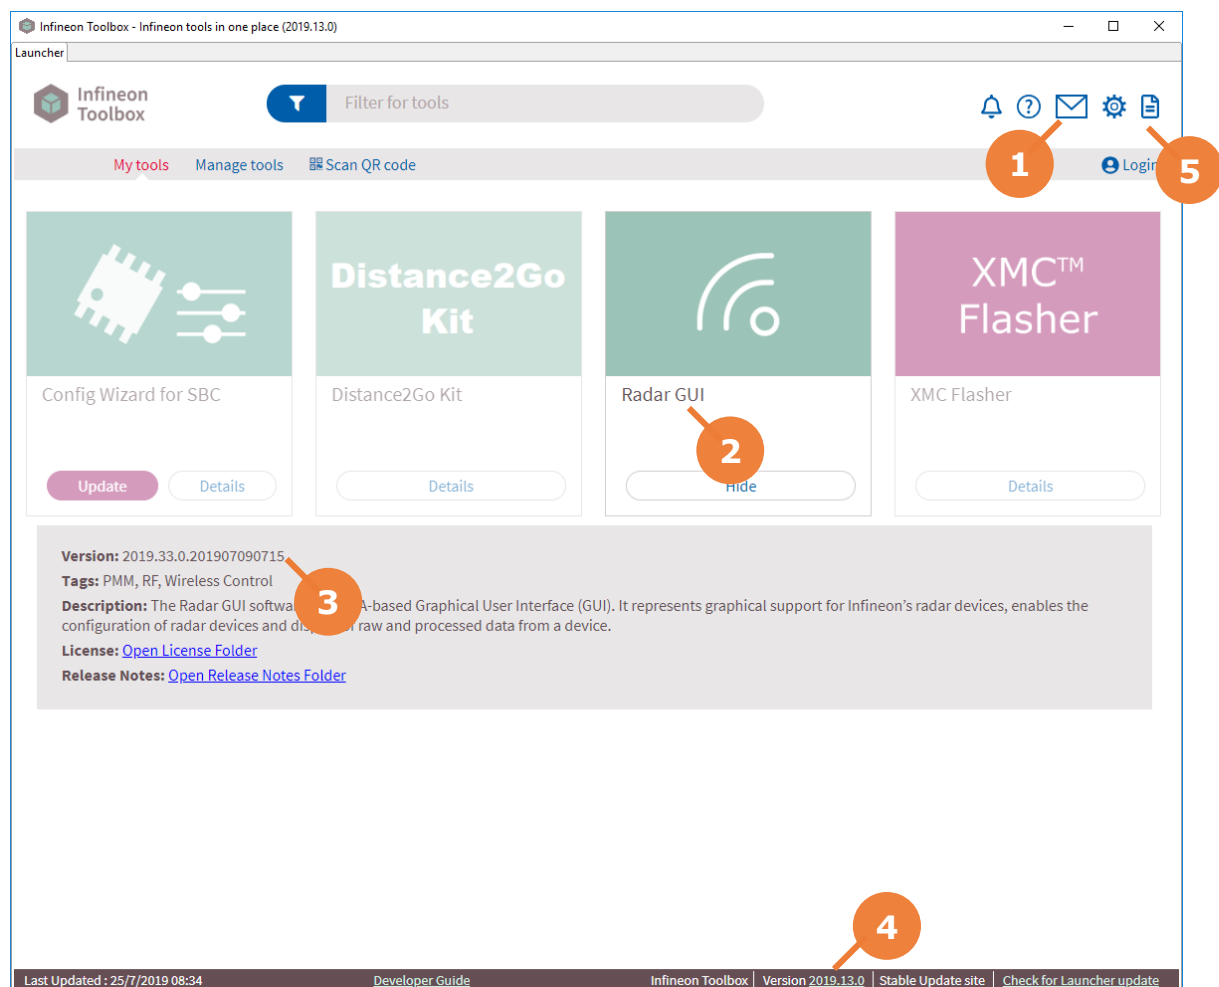 Infineon Toolbox - Infineon tools in one place (2019.13.0)
Launcher
Infineon
Toolbox
Filter for tools
1
5
My tools Manage tools Scan QR code Login
Distance2Go
Kit
XMC™
Flasher
Config Wizard for SBC
Distance2Go Kit
Radar GUI
XMC Flasher
2
Update Details
Details
Hide
Details
Version: 2019.33.0.201907090715
Tags: PMM, RF, Wireless Control
3
Description: The Radar GUI A-based Graphical User Interface (GUI). It represents graphical support for Infineon's radar devices, enables the
configuration of radar devices and raw and processed data from a device.
License: Open License Folder
Release Notes: Open Release Notes Folder
4
Last Updated : 25/7/2019 08:34 Developer Guide Infineon Toolbox Version 2019.13.0 Stable Update site Check for Launcher update